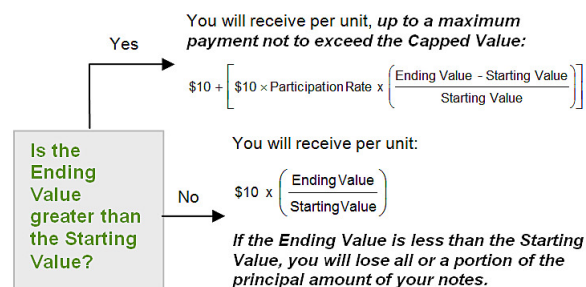 Yes
You will receive per unit, up to a maximum
payment not to exceed the Capped Value:
$10 + [ $10 × Participation Rate x ( Ending Value - Starting Value / Starting Value ) ]
Is the
Ending
Value
greater than
the Starting
Value?
No
You will receive per unit:
$10 x ( Ending Value / Starting Value )
If the Ending Value is less than the Starting
Value, you will lose all or a portion of the
principal amount of your notes.